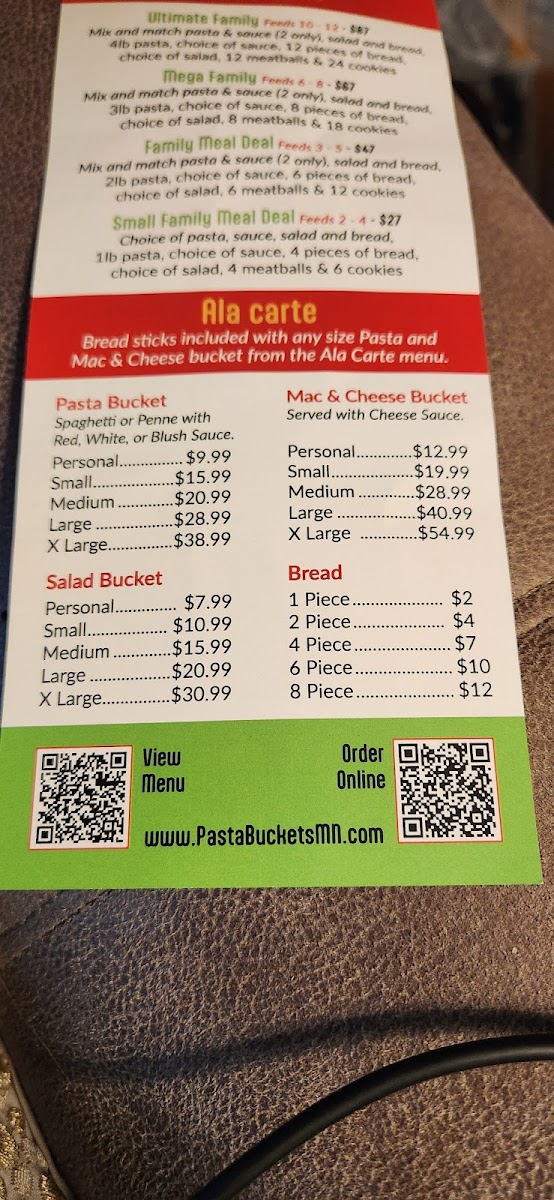 Ultimate Family Feeds 10 - 12 - $87
Mix and match pasta & sauce (2 only), salad and bread,
4lb pasta, choice of sauce, 12 pieces of bread,
choice of salad, 12 meatballs & 24 cookies
Mega Family Feeds 6 - 8 - $67
Mix and match pasta & sauce (2 only), salad and bread,
3lb pasta, choice of sauce, 8 pieces of bread,
choice of salad, 8 meatballs & 18 cookies
Family Meal Deal Feeds 3 - 5 - $47
Mix and match pasta & sauce (2 only), salad and bread,
2lb pasta, choice of sauce, 6 pieces of bread,
choice of salad, 6 meatballs & 12 cookies
Small Family Meal Deal Feeds 2 - 4 - $27
Choice of pasta, sauce, salad and bread,
1lb pasta, choice of sauce, 4 pieces of bread,
choice of salad, 4 meatballs & 6 cookies
Ala carte
Bread sticks included with any size Pasta and
Mac & Cheese bucket from the Ala Carte menu.
Pasta Bucket
Spaghetti or Penne with
Red, White, or Blush Sauce.
Personal.............. $9.99
Small..................$15.99
Medium ............$20.99
Large .................$28.99
X Large..............$38.99
Mac & Cheese Bucket
Served with Cheese Sauce.
Personal............$12.99
Small..................$19.99
Medium ............$28.99
Large .................$40.99
X Large ............$54.99
Salad Bucket
Personal............. $7.99
Small................. $10.99
Medium ............$15.99
Large .................$20.99
X Large..............$30.99
Bread
1 Piece.................... $2
2 Piece.................... $4
4 Piece..................... $7
6 Piece..................... $10
8 Piece..................... $12
View
Menu
Order
Online
www.PastaBucketsMN.com